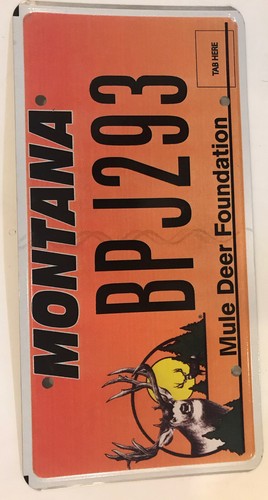 MONTANA
TAB HERE
BPJ293
Mule Deer Foundation